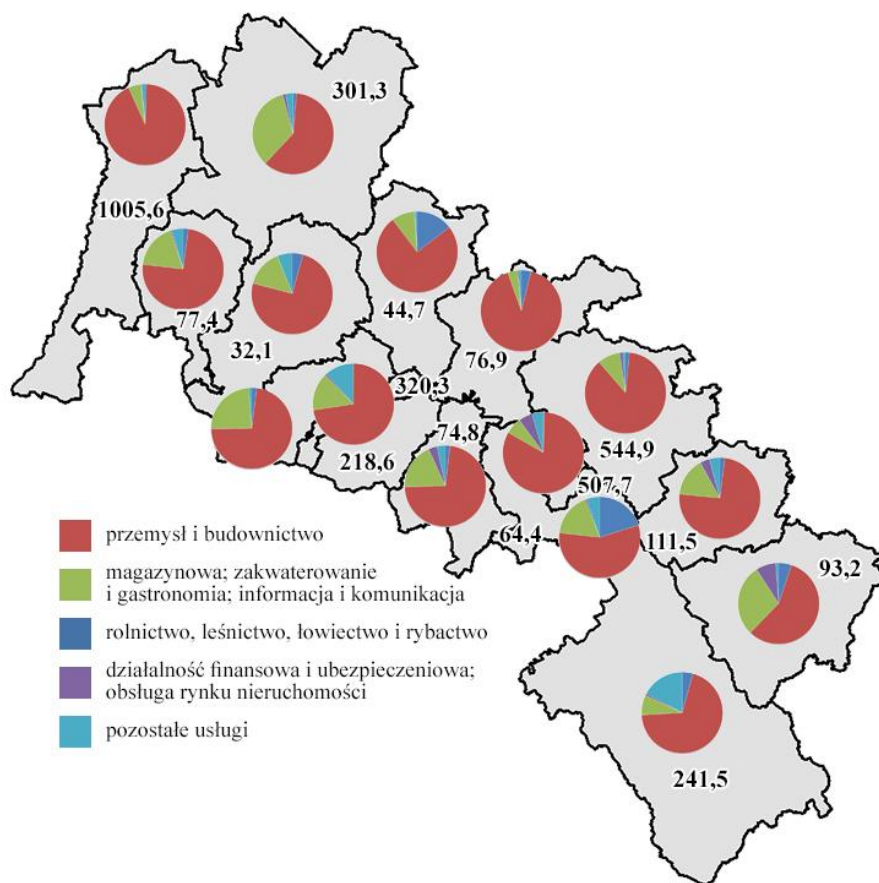 301,3
1005,6
77,4
32,1
44,7
76,9
320,3
218,6
74,8
544,9
507,7
64,4
111,5
93,2
241,5
przemysł i budownictwo
magazynowa; zakwaterowanie
i gastronomia; informacja i komunikacja
rolnictwo, leśnictwo, łowiectwo i rybactwo
działalność finansowa i ubezpieczeniowa;
obsługa rynku nieruchomości
pozostałe usługi